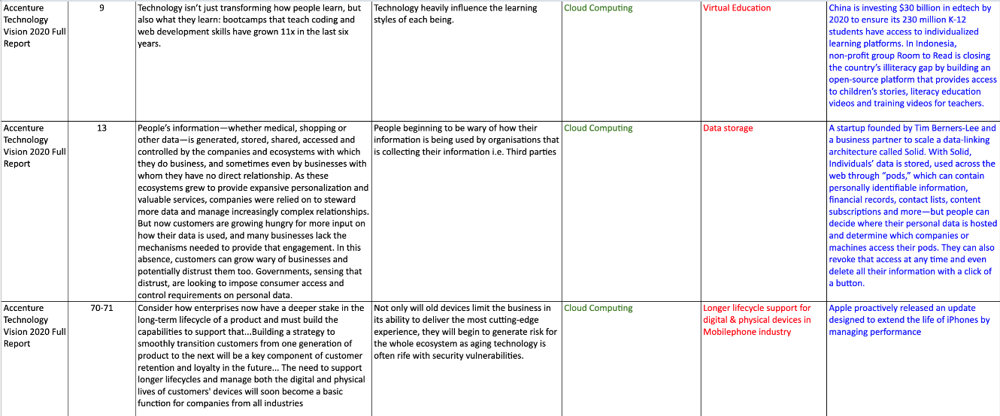 Accenture
Technology
Vision 2020 Full
Report
9
Technology isn't just transforming how people learn, but
also what they learn: bootcamps that teach coding and
web development skills have grown 11x in the last six
years.
Technology heavily influence the learning
styles of each being.
Cloud Computing
Virtual Education
China is investing $30 billion in edtech by
2020 to ensure its 230 million K-12
students have access to individualized
learning platforms. In Indonesia,
non-profit group Room to Read is closing
the country's illiteracy gap by building an
open-source platform that provides access
to children's stories, literacy education
videos and training videos for teachers.
Accenture
Technology
Vision 2020 Full
Report
13
People's information—whether medical, shopping or
other data—is generated, stored, shared, accessed and
controlled by the companies and ecosystems with which
they do business, and sometimes even by businesses with
whom they have no direct relationship. As these
ecosystems grew to provide expansive personalization and
valuable services, companies were relied on to steward
more data and manage increasingly complex relationships.
But now customers are growing hungry for more input on
how their data is used, and many businesses lack the
mechanisms needed to provide that engagement. In this
absence, customers can grow wary of businesses and
potentially distrust them too. Governments, sensing that
distrust, are looking to impose consumer access and
control requirements on personal data.
People beginning to be wary of how their
information is being used by organisations that
is collecting their information i.e. Third parties
Cloud Computing
Data storage
A startup founded by Tim Berners-Lee and
a business partner to scale a data-linking
architecture called Solid. With Solid,
Individuals' data is stored, used across the
web through "pods," which can contain
personally identifiable information,
financial records, contact lists, content
subscriptions and more—but people can
decide where their personal data is hosted
and determine which companies or
machines access their pods. They can also
revoke that access at any time and even
delete all their information with a click of
a button.
Accenture
Technology
Vision 2020 Full
Report
70-71
Consider how enterprises now have a deeper stake in the
long-term lifecycle of a product and must build the
capabilities to support that...Building a strategy to
smoothly transition customers from one generation of
product to the next will be a key component of customer
retention and loyalty in the future... The need to support
longer lifecycles and manage both the digital and physical
lives of customers' devices will soon become a basic
function for companies from all industries
Not only will old devices limit the business in
its ability to deliver the most cutting-edge
experience, they will begin to generate risk for
the whole ecosystem as aging technology is
often rife with security vulnerabilities.
Cloud Computing
Longer lifecycle support for
digital & physical devices in
Mobilephone industry
Apple proactively released an update
designed to extend the life of iPhones by
managing performance